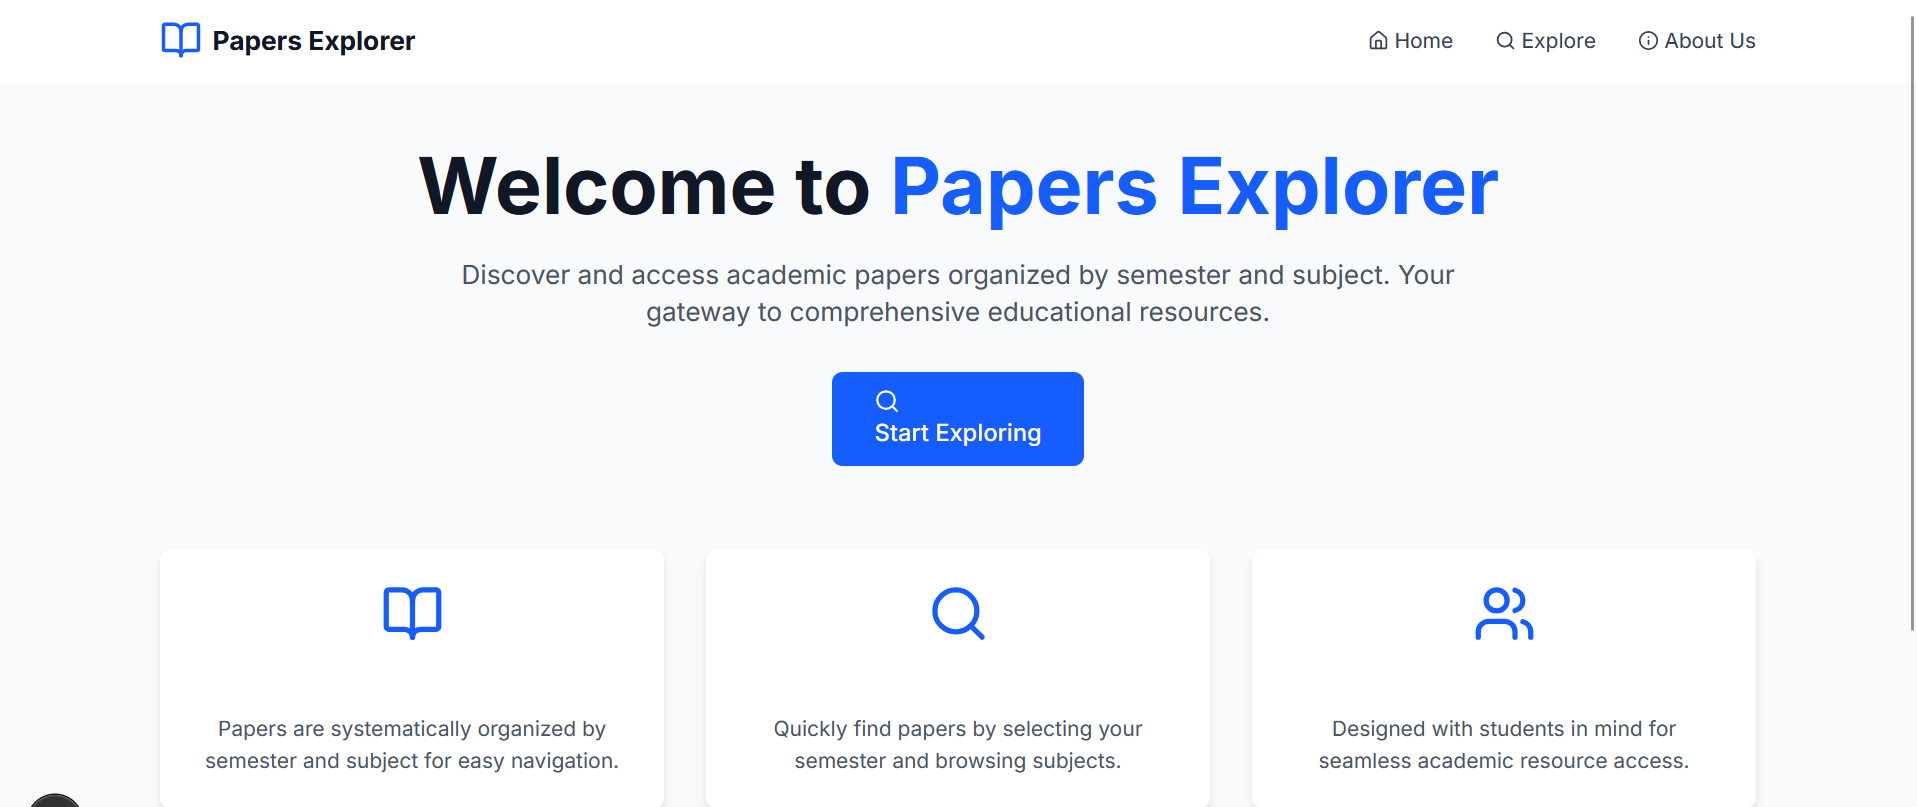 Papers Explorer
Home
Explore
About Us
Welcome to Papers Explorer
Discover and access academic papers organized by semester and subject. Your
gateway to comprehensive educational resources.
Start Exploring
Papers are systematically organized by
semester and subject for easy navigation.
Quickly find papers by selecting your
semester and browsing subjects.
Designed with students in mind for
seamless academic resource access.